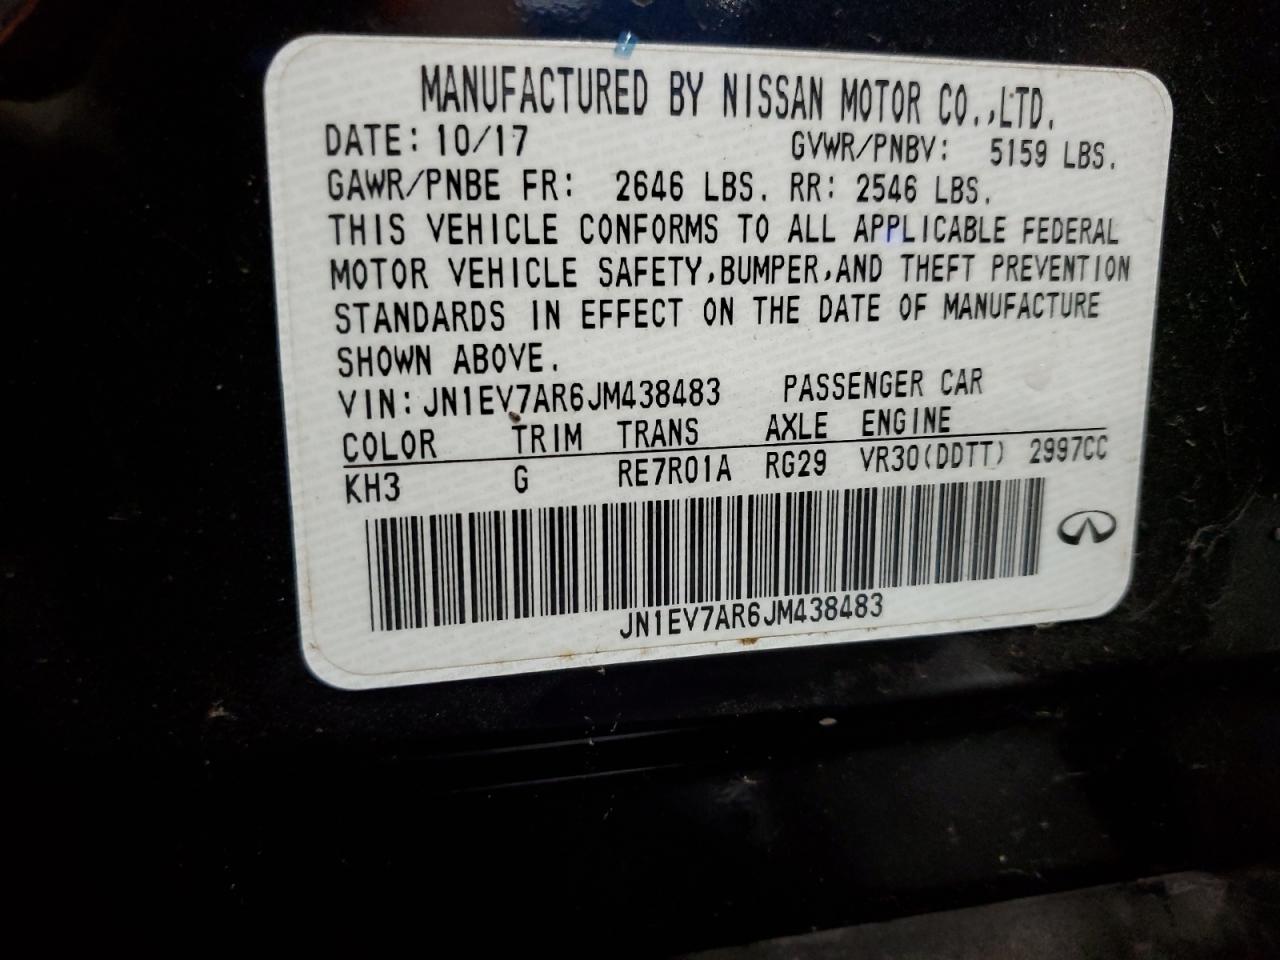 MANUFACTURED BY NISSAN MOTOR CO.,LTD.
DATE: 10/17 GVWR/PNBV: 5159 LBS.
GAWR/PNBE FR: 2646 LBS. RR: 2546 LBS.
THIS VEHICLE CONFORMS TO ALL APPLICABLE FEDERAL
MOTOR VEHICLE SAFETY,BUMPER,AND THEFT PREVENTION
STANDARDS IN EFFECT ON THE DATE OF MANUFACTURE
SHOWN ABOVE.
VIN: JN1EV7AR6JM438483 PASSENGER CAR
COLOR TRIM TRANS AXLE ENGINE
KH3 G RE7R01A RG29 VR30(DDTT) 2997CC
JN1EV7AR6JM438483